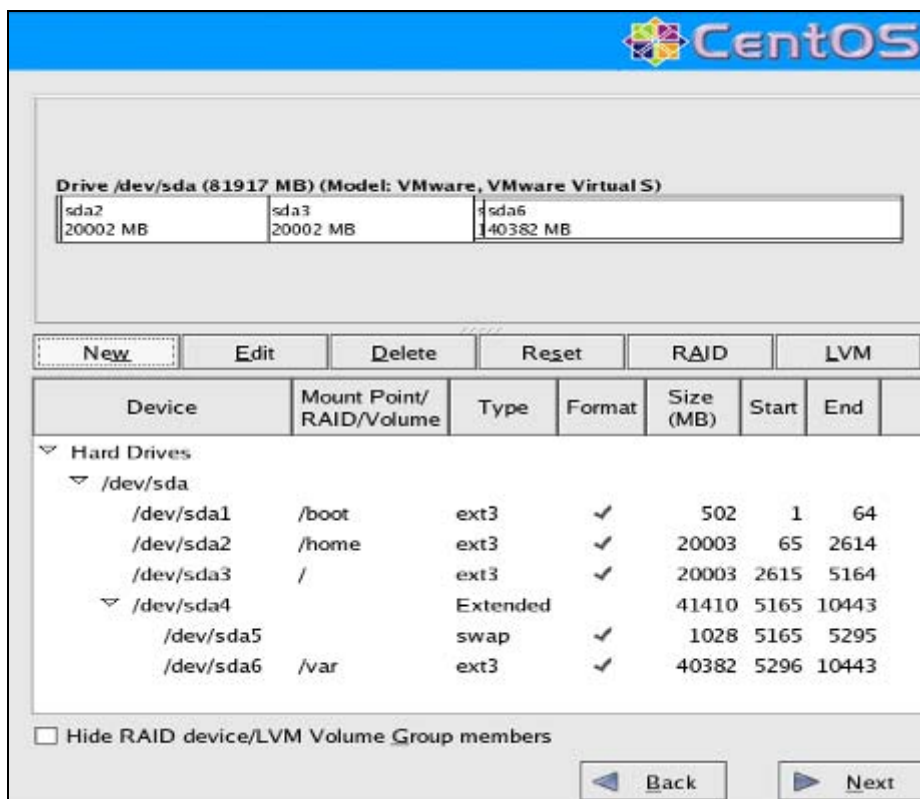 CentOS
Drive /dev/sda (81917 MB) (Model: VMware, VMware Virtual S)
sda2 sda3 s sda6
20002 MB 20002 MB 140382 MB
New Edit Delete Reset RAID LVM
Device Mount Point/ RAID/Volume Type Format Size (MB) Start End
Hard Drives
/dev/sda
/dev/sda1 /boot ext3 502 1 64
/dev/sda2 /home ext3 20003 65 2614
/dev/sda3 / ext3 20003 2615 5164
/dev/sda4 Extended 41410 5165 10443
/dev/sda5 swap 1028 5165 5295
/dev/sda6 /var ext3 40382 5296 10443
Hide RAID device/LVM Volume Group members
Back Next